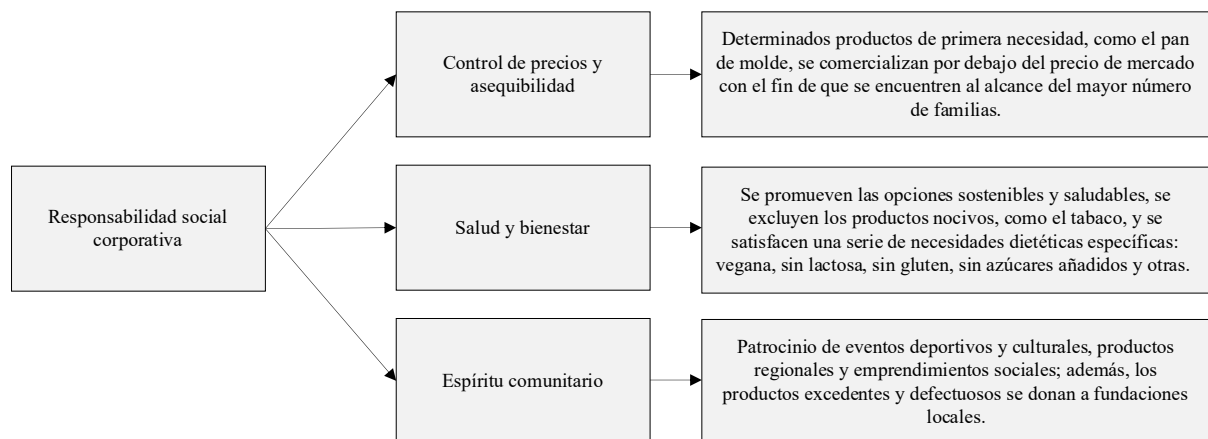 Responsabilidad social
corporativa
Control de precios y
asequibilidad
Determinados productos de primera necesidad, como el pan
de molde, se comercializan por debajo del precio de mercado
con el fin de que se encuentren al alcance del mayor número
de familias.
Salud y bienestar
Se promueven las opciones sostenibles y saludables, se
excluyen los productos nocivos, como el tabaco, y se
satisfacen una serie de necesidades dietéticas específicas:
vegana, sin lactosa, sin gluten, sin azúcares añadidos y otras.
Espíritu comunitario
Patrocinio de eventos deportivos y culturales, productos
regionales y emprendimientos sociales; además, los
productos excedentes y defectuosos se donan a fundaciones
locales.